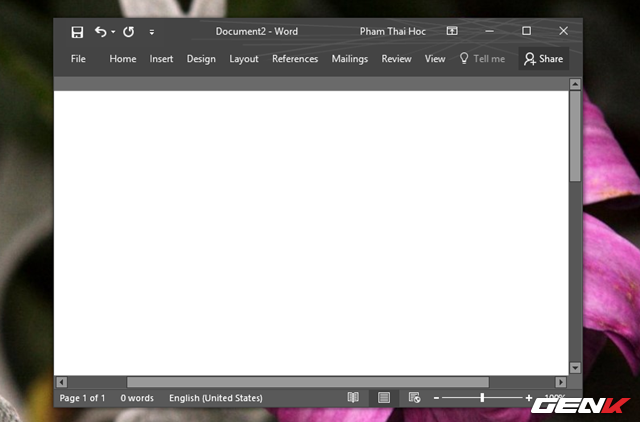 Document2 - Word
Pham Thai Hoc
File Home Insert Design Layout References Mailings Review View Tell me Share
Page 1 of 1 0 words English (United States) 100%
GENK